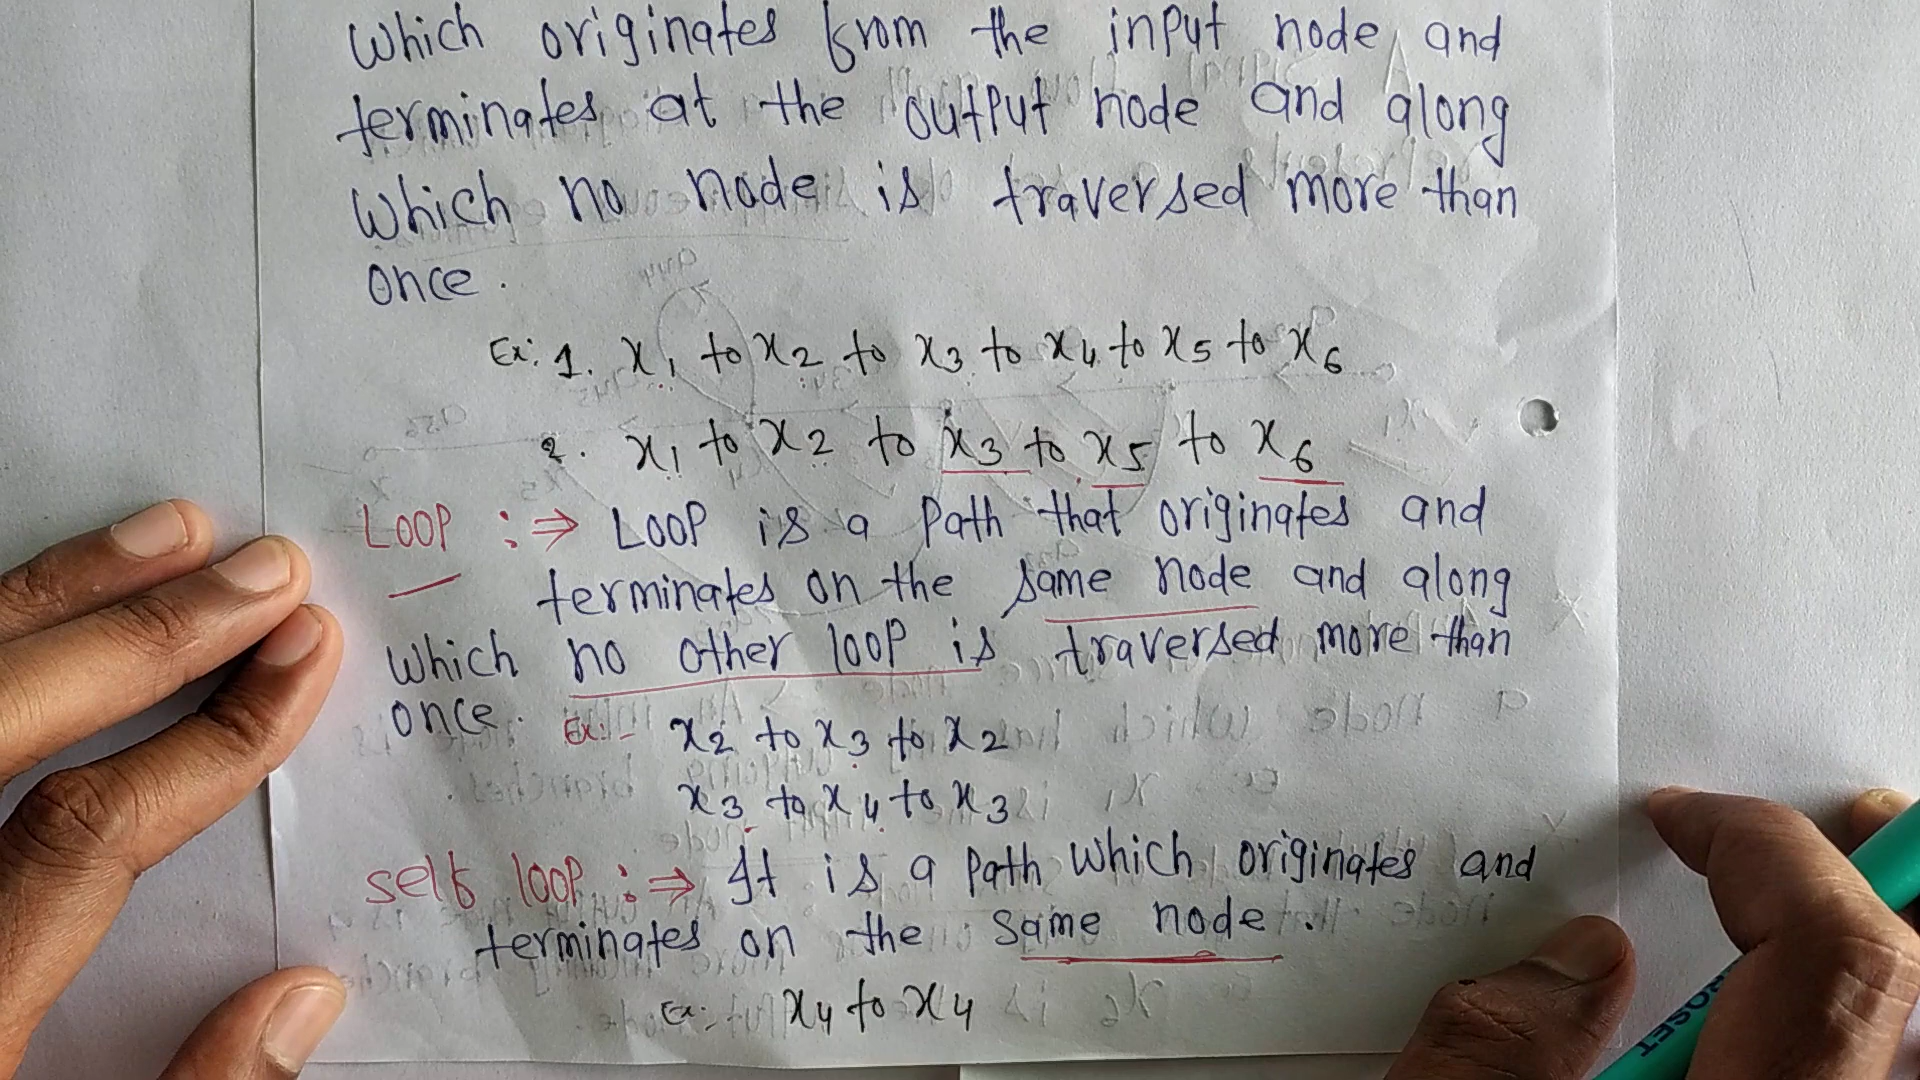 Which originates from the input node and
terminates at the output node and along
which no node is traversed more than
once.
Ex: 1. x1 to x2 to x3 to x4 to x5 to x6
2. x1 to x2 to x3 to x5 to x6
LOOP :⇒ LOOP is a path that originates and
terminates on the same node and along
which no other loop is traversed more than
once. Ex:- x2 to x3 to x2
x3 to x4 to x3
self loop :⇒ It is a path which originates and
terminates on the same node.
Ex:- x4 to x4